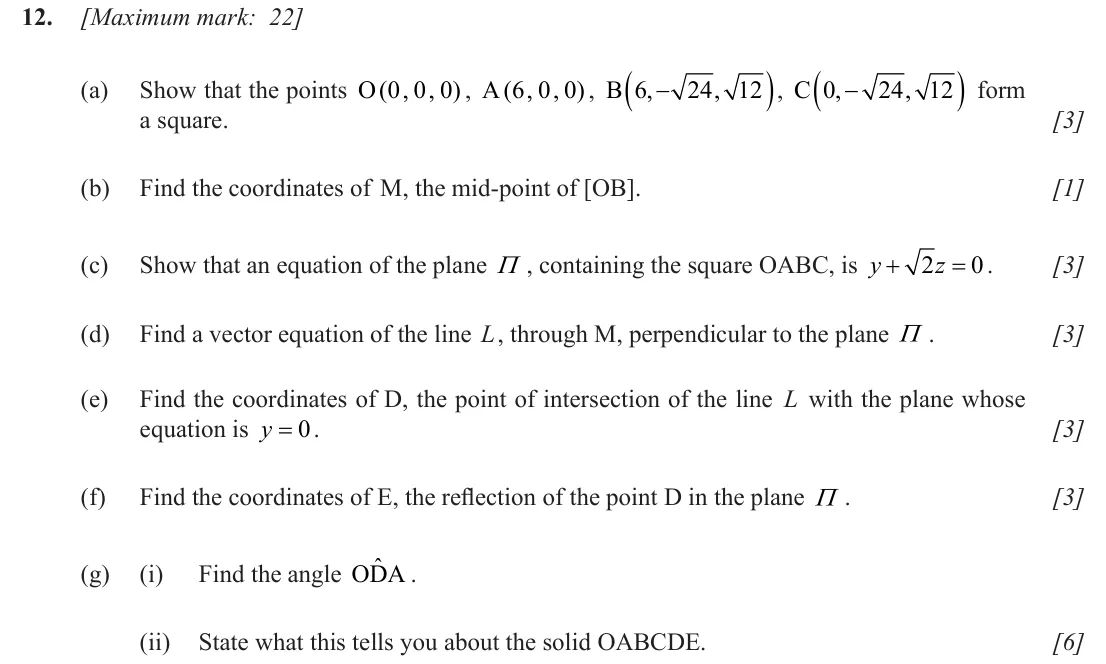 12. [Maximum mark: 22]
(a) Show that the points O(0, 0, 0), A(6, 0, 0), B(6, −√24, √12), C(0, −√24, √12) form
a square. [3]
(b) Find the coordinates of M, the mid-point of [OB]. [1]
(c) Show that an equation of the plane Π, containing the square OABC, is y + √2z = 0. [3]
(d) Find a vector equation of the line L, through M, perpendicular to the plane Π. [3]
(e) Find the coordinates of D, the point of intersection of the line L with the plane whose
equation is y = 0. [3]
(f) Find the coordinates of E, the reflection of the point D in the plane Π. [3]
(g) (i) Find the angle OD̂A.
(ii) State what this tells you about the solid OABCDE. [6]